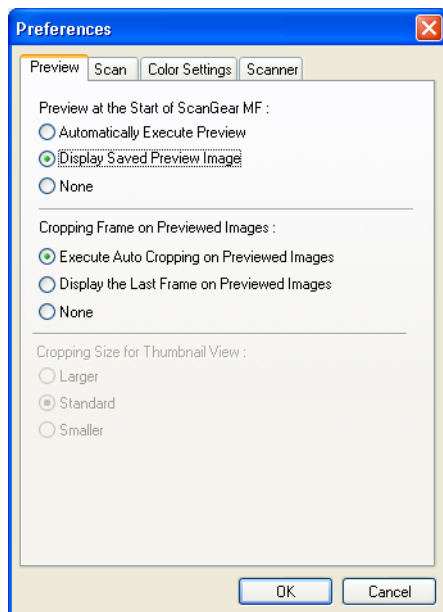 Preferences
Preview Scan Color Settings Scanner
Preview at the Start of ScanGear MF :
Automatically Execute Preview
Display Saved Preview Image
None
Cropping Frame on Previewed Images :
Execute Auto Cropping on Previewed Images
Display the Last Frame on Previewed Images
None
Cropping Size for Thumbnail View :
Larger
Standard
Smaller
OK Cancel